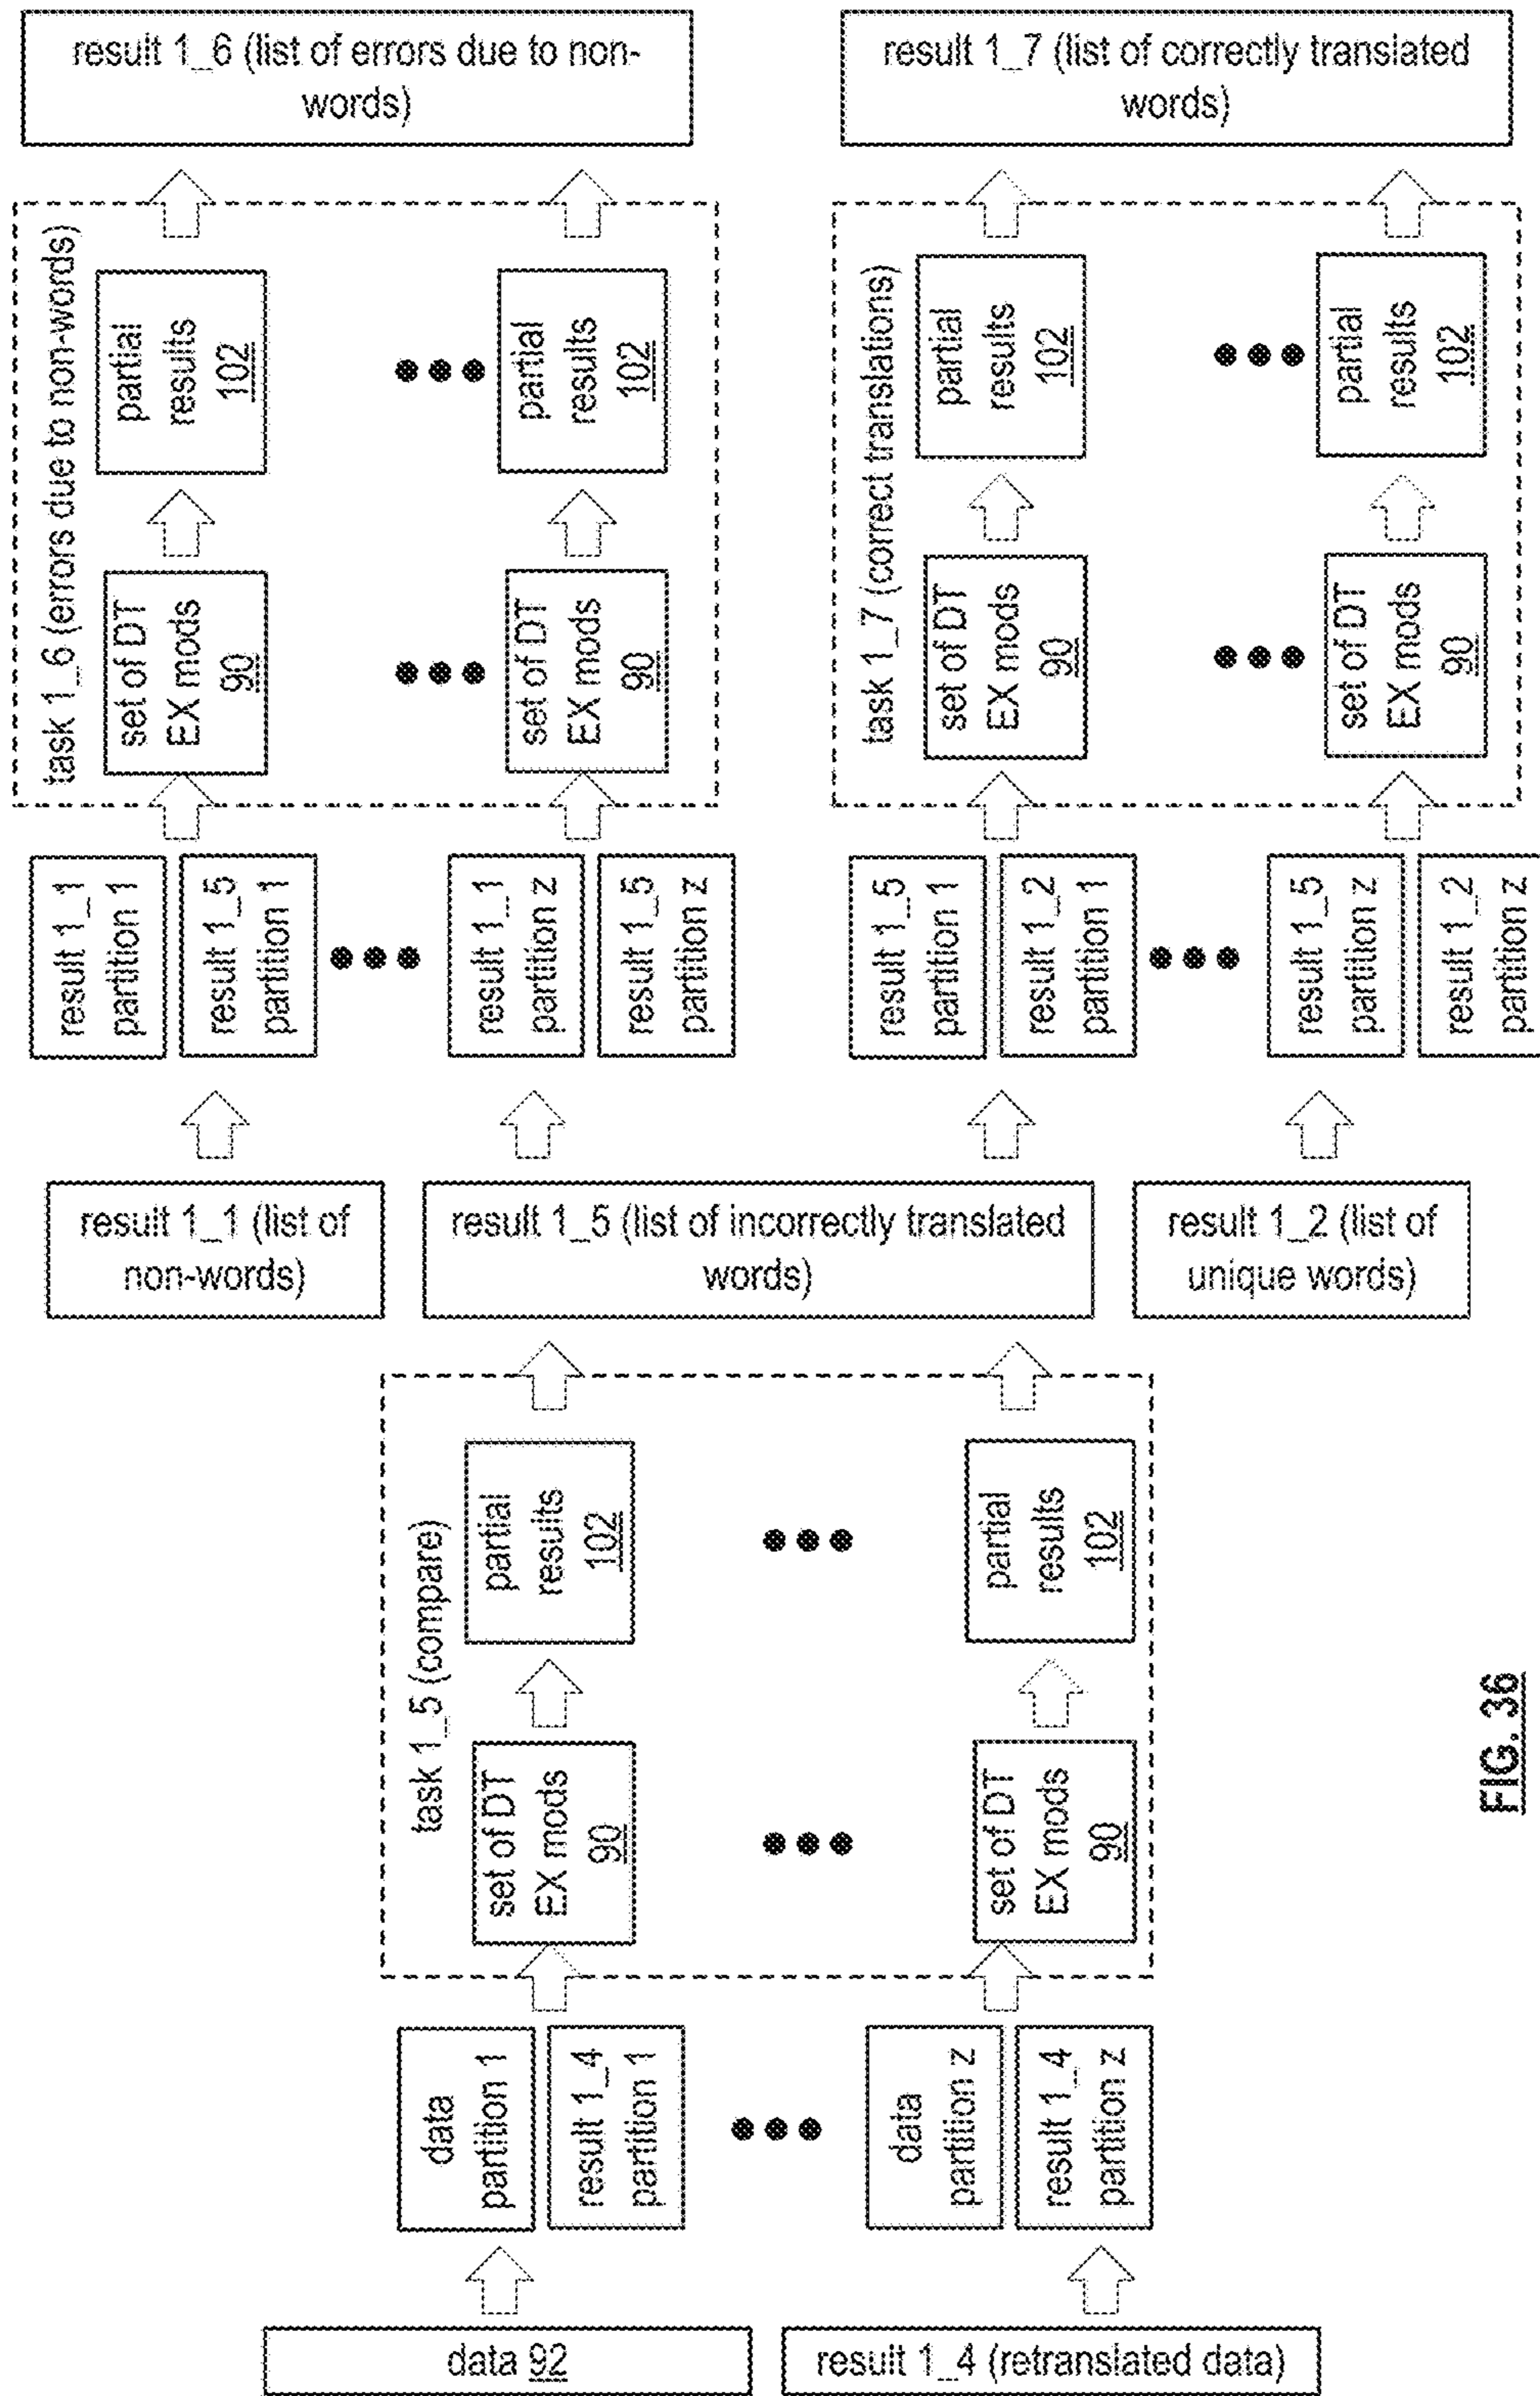 data 92
result 1_4 (retranslated data)
data
partition 1
result 1_4
partition 1
data
partition z
result 1_4
partition z
task 1_5 (compare)
set of DT
EX mods
90
partial
results
102
set of DT
EX mods
90
partial
results
102
result 1_1 (list of
non-words)
result 1_5 (list of incorrectly translated
words)
result 1_2 (list of
unique words)
result 1_1
partition 1
result 1_5
partition 1
result 1_1
partition z
result 1_5
partition z
task 1_6 (errors due to non-words)
set of DT
EX mods
90
partial
results
102
set of DT
EX mods
90
partial
results
102
result 1_6 (list of errors due to non-
words)
result 1_5
partition 1
result 1_2
partition 1
result 1_5
partition z
result 1_2
partition z
task 1_7 (correct translations)
set of DT
EX mods
90
partial
results
102
set of DT
EX mods
90
partial
results
102
result 1_7 (list of correctly translated
words)
FIG. 36